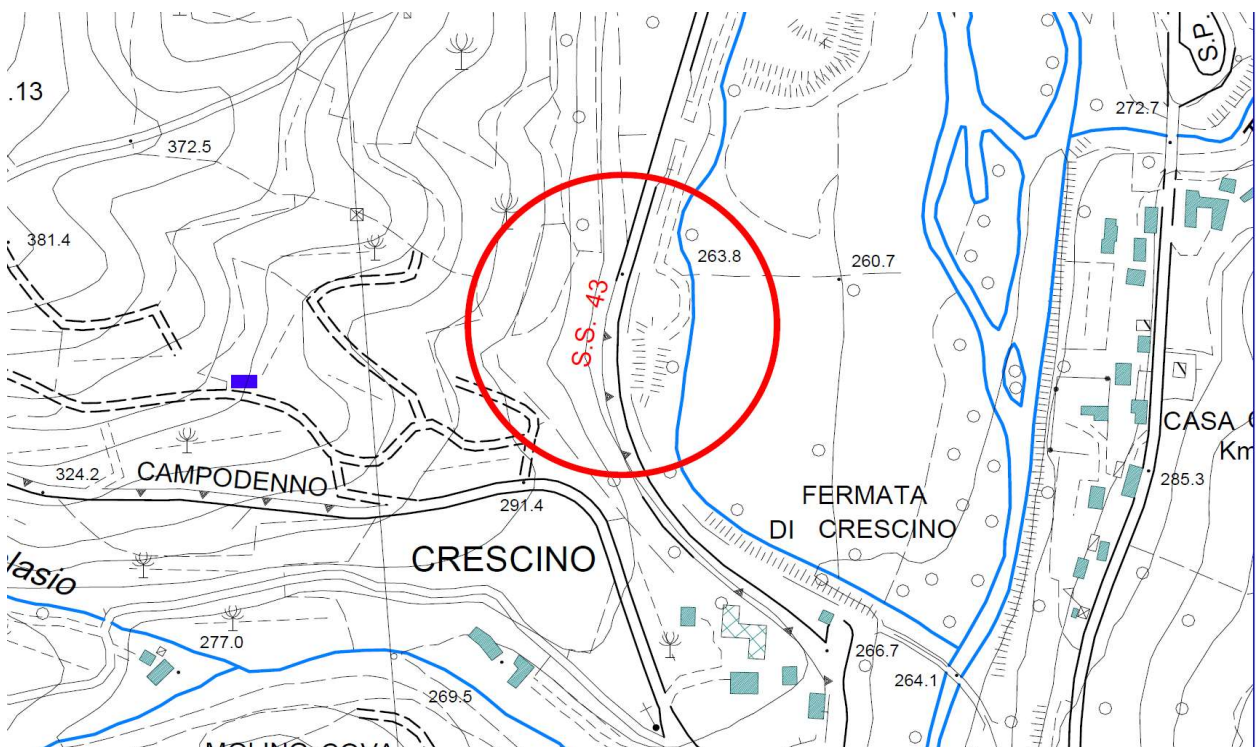 S.P.
.13
272.7
372.5
381.4
263.8
260.7
S.S. 43
CASA
Km
324.2
CAMPODENNO
285.3
291.4
FERMATA
DI CRESCINO
CRESCINO
277.0
266.7
264.1
269.5